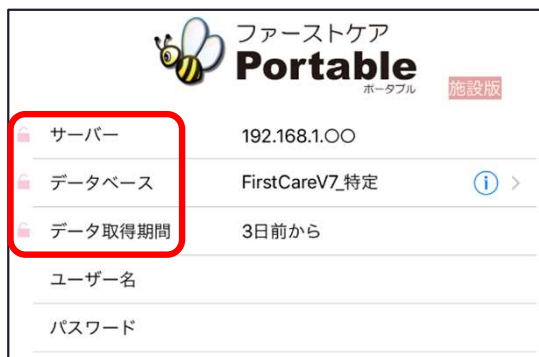 ファーストケア
Portable
ポータブル
施設版
サーバー 192.168.1.〇〇
データベース FirstCareV7_特定
データ取得期間 3日前から
ユーザー名
パスワード